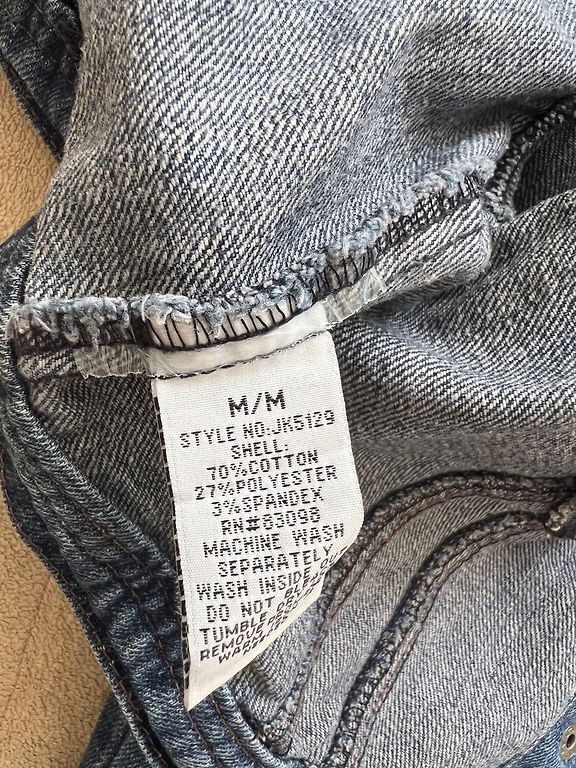 M/M
STYLE NO:JK5129
SHELL:
70%COTTON
27%POLYESTER
3%SPANDEX
RN#83098
MACHINE WASH
SEPARATELY
WASH INSIDE
DO NOT
TUMBLE
REMOVE